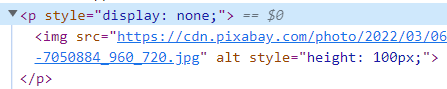 <p style="display: none;"> == $0
<img src="https://cdn.pixabay.com/photo/2022/03/06
-7050884_960_720.jpg" alt style="height: 100px;">
</p>